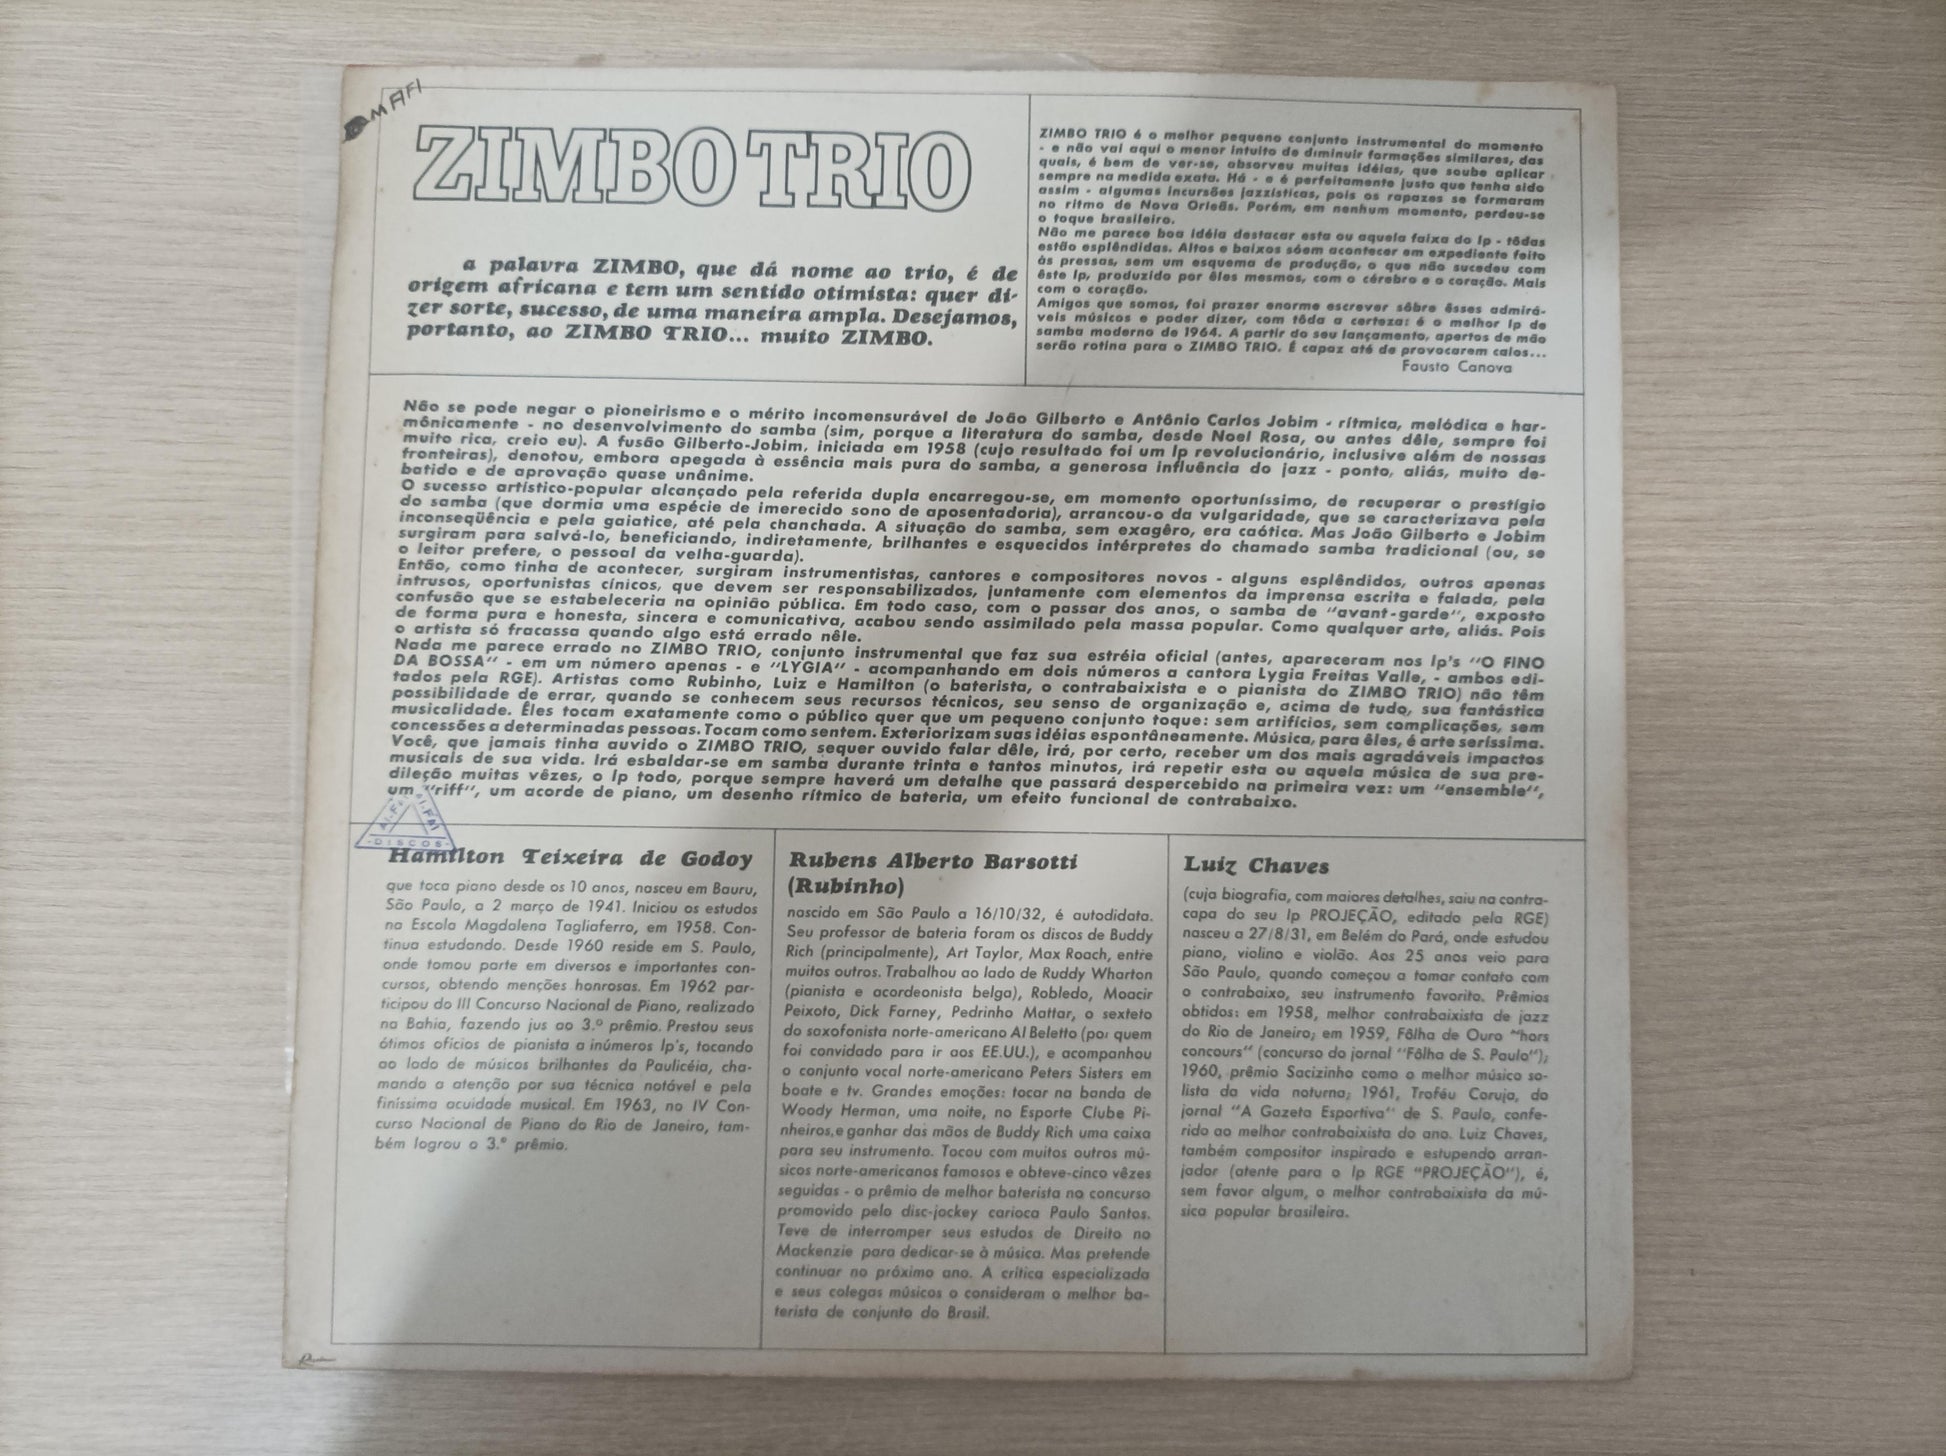 ZIMBO TRIO
a palavra ZIMBO, que dá nome ao trio, é de
origem africana e tem um sentido otimista: quer di-
zer sorte, sucesso, de uma maneira ampla. Desejamos,
portanto, ao ZIMBO TRIO... muito ZIMBO.
ZIMBO TRIO é o melhor pequeno conjunto instrumental do momento
- e não vai aqui o menor intuito de diminuir formações similares, das
quais, é bem de ver-se, observou muitas idéias, que soube aplicar
sempre na medida exata. Há - e é perfeitamente justo que tenha sido
assim - algumas incursões jazzísticas, pois os rapazes se formaram
no ritmo de Nova Orleãs. Porém, em nenhum momento, perdeu-se
o toque brasileiro.
Não me parece boa idéia destacar esta ou aquela faixa do lp - tôdas
estão esplêndidas. Altos e baixos sóem acontecer em expediente feito
às pressas, sem um esquema de produção, o que não sucedeu com
êste lp, produzido por êles mesmos, com o cérebro e o coração. Mais
com o coração.
Amigos que somos, foi prazer enorme escrever sôbre êsses admirá-
veis músicos e poder dizer, com tôda a certeza: é o melhor lp de
samba moderno de 1964. A partir do seu lançamento, apertos de mão
serão rotina para o ZIMBO TRIO. É capaz até de provocarem calos...
Fausto Canova
Não se pode negar o pioneirismo e o mérito incomensurável de João Gilberto e Antônio Carlos Jobim - rítmica, melódica e har-
mônicamente - no desenvolvimento do samba (sim, porque a literatura do samba, desde Noel Rosa, ou antes dêle, sempre foi
muito rica, creio eu). A fusão Gilberto-Jobim, iniciada em 1958 (cujo resultado foi um lp revolucionário, inclusive além de nossas
fronteiras), denotou, embora apegada à essência mais pura do samba, a generosa influência do jazz - ponto, aliás, muito de-
batido e de aprovação quase unânime.
O sucesso artístico-popular alcançado pela referida dupla encarregou-se, em momento oportuníssimo, de recuperar o prestígio
do samba (que dormia uma espécie de imerecido sono de aposentadoria), arrancou-o da vulgaridade, que se caracterizava pela
inconseqüência e pela gaiatice, até pela chanchada. A situação do samba, sem exagêro, era caótica. Mas João Gilberto e Jobim
surgiram para salvá-lo, beneficiando, indiretamente, brilhantes e esquecidos intérpretes do chamado samba tradicional (ou, se
o leitor prefere, o pessoal da velha-guarda).
Então, como tinha de acontecer, surgiram instrumentistas, cantores e compositores novos - alguns esplêndidos, outros apenas
intrusos, oportunistas cínicos, que devem ser responsabilizados, juntamente com elementos da imprensa escrita e falada, pela
confusão que se estabeleceria na opinião pública. Em todo caso, com o passar dos anos, o samba de "avant-garde", exposto
de forma pura e honesta, sincera e comunicativa, acabou sendo assimilado pela massa popular. Como qualquer arte, aliás. Pois
o artista só fracassa quando algo está errado nêle.
Nada me parece errado no ZIMBO TRIO, conjunto instrumental que faz sua estréia oficial (antes, apareceram nos lp's "O FINO
DA BOSSA" - em um número apenas - e "LYGIA" - acompanhando em dois números a cantora Lygia Freitas Valle, - ambos edi-
tados pela RGE). Artistas como Rubinho, Luiz e Hamilton (o baterista, o contrabaixista e o pianista do ZIMBO TRIO) não têm
possibilidade de errar, quando se conhecem seus recursos técnicos, seu senso de organização e, acima de tudo, sua fantástica
musicalidade. Êles tocam exatamente como o público quer que um pequeno conjunto toque: sem artifícios, sem complicações, sem
concessões a determinadas pessoas. Tocam como sentem. Exteriorizam suas idéias espontâneamente. Música, para êles, é arte seríssima.
Você, que jamais tinha auvido o ZIMBO TRIO, sequer ouvido falar dêle, irá, por certo, receber um dos mais agradáveis impactos
musicais de sua vida. Irá esbaldar-se em samba durante trinta e tantos minutos, irá repetir esta ou aquela música de sua pre-
dileção muitas vêzes, o lp todo, porque sempre haverá um detalhe que passará despercebido na primeira vez: um "ensemble",
um "riff", um acorde de piano, um desenho rítmico de bateria, um efeito funcional de contrabaixo.
DISCOS
Hamilton Teixeira de Godoy
que toca piano desde os 10 anos, nasceu em Bauru,
São Paulo, a 2 março de 1941. Iniciou os estudos
na Escola Magdalena Tagliaferro, em 1958. Con-
tinua estudando. Desde 1960 reside em S. Paulo,
onde tomou parte em diversos e importantes con-
cursos, obtendo menções honrosas. Em 1962 par-
ticipou do III Concurso Nacional de Piano, realizado
na Bahia, fazendo jus ao 3.º prêmio. Prestou seus
ótimos ofícios de pianista a inúmeros lp's, tocando
ao lado de músicos brilhantes da Paulicéia, cha-
mando a atenção por sua técnica notável e pela
finíssima acuidade musical. Em 1963, no IV Con-
curso Nacional de Piano do Rio de Janeiro, tam-
bém logrou o 3.º prêmio.
Rubens Alberto Barsotti
(Rubinho)
nascido em São Paulo a 16/10/32, é autodidata.
Seu professor de bateria foram os discos de Buddy
Rich (principalmente), Art Taylor, Max Roach, entre
muitos outros. Trabalhou ao lado de Ruddy Wharton
(pianista e acordeonista belga), Robledo, Moacir
Peixoto, Dick Farney, Pedrinho Mattar, o sexteto
do saxofonista norte-americano Al Beletto (por quem
foi convidado para ir aos EE.UU.), e acompanhou
o conjunto vocal norte-americano Peters Sisters em
boate e tv. Grandes emoções: tocar na banda de
Woody Herman, uma noite, no Esporte Clube Pi-
nheiros,e ganhar das mãos de Buddy Rich uma caixa
para seu instrumento. Tocou com muitos outros mú-
sicos norte-americanos famosos e obteve-cinco vêzes
seguidas - o prêmio de melhor baterista no concurso
promovido pelo disc-jockey carioca Paulo Santos.
Teve de interromper seus estudos de Direito no
Mackenzie para dedicar-se à música. Mas pretende
continuar no próximo ano. A crítica especializada
e seus colegas músicos o consideram o melhor ba-
terista de conjunto do Brasil.
Luiz Chaves
(cuja biografia, com maiores detalhes, saiu na contra-
capa do seu lp PROJEÇÃO, editado pela RGE)
nasceu a 27/8/31, em Belém do Pará, onde estudou
piano, violino e violão. Aos 25 anos veio para
São Paulo, quando começou a tomar contato com
o contrabaixo, seu instrumento favorito. Prêmios
obtidos: em 1958, melhor contrabaixista de jazz
do Rio de Janeiro; em 1959, Fôlha de Ouro "hors
concours" (concurso do jornal "Fôlha de S. Paulo");
1960, prêmio Sacizinho como o melhor músico so-
lista da vida noturna; 1961, Troféu Coruja, do
jornal "A Gazeta Esportiva" de S. Paulo, confe-
rido ao melhor contrabaixista do ano. Luiz Chaves,
também compositor inspirado e estupendo arran-
jador (atente para o lp RGE "PROJEÇÃO"), é,
sem favor algum, o melhor contrabaixista da mú-
sica popular brasileira.